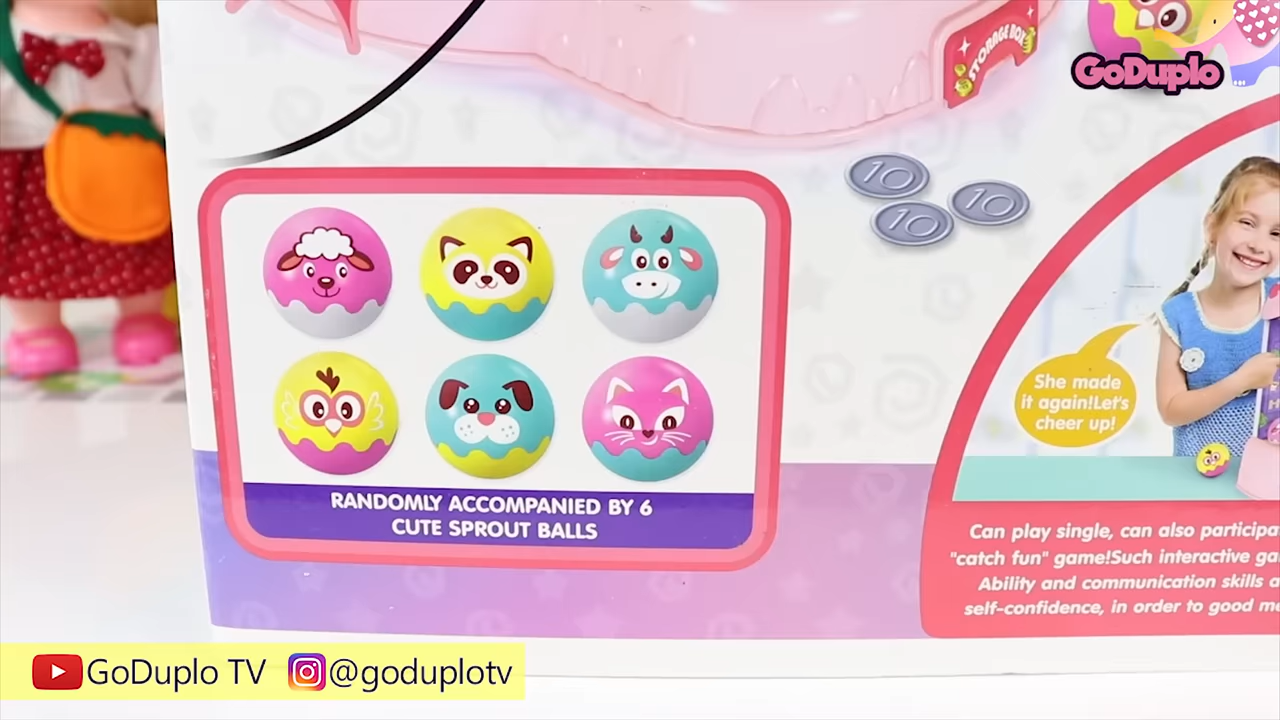 STORAGE BOX
GoDuplo
10
10
10
RANDOMLY ACCOMPANIED BY 6
CUTE SPROUT BALLS
She made
it again!Let's
cheer up!
Can play single, can also participa
"catch fun" game!Such interactive ga
Ability and communication skills a
self-confidence, in order to good m
GoDuplo TV @goduplotv